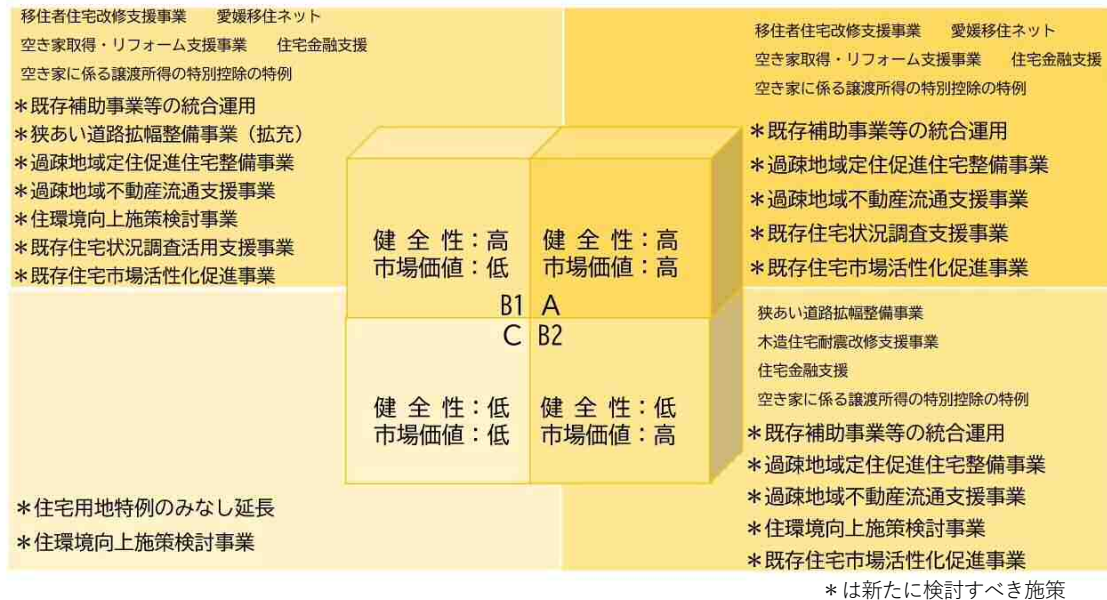 移住者住宅改修支援事業 愛媛移住ネット
空き家取得・リフォーム支援事業 住宅金融支援
空き家に係る譲渡所得の特別控除の特例
＊既存補助事業等の統合運用
＊狭あい道路拡幅整備事業（拡充）
＊過疎地域定住促進住宅整備事業
＊過疎地域不動産流通支援事業
＊住環境向上施策検討事業
＊既存住宅状況調査活用支援事業
＊既存住宅市場活性化促進事業
移住者住宅改修支援事業 愛媛移住ネット
空き家取得・リフォーム支援事業 住宅金融支援
空き家に係る譲渡所得の特別控除の特例
＊既存補助事業等の統合運用
＊過疎地域定住促進住宅整備事業
＊過疎地域不動産流通支援事業
＊既存住宅状況調査支援事業
＊既存住宅市場活性化促進事業
健全性：高
市場価値：低
B1
健全性：高
市場価値：高
A
C
健全性：低
市場価値：低
B2
健全性：低
市場価値：高
＊住宅用地特例のみなし延長
＊住環境向上施策検討事業
狭あい道路拡幅整備事業
木造住宅耐震改修支援事業
住宅金融支援
空き家に係る譲渡所得の特別控除の特例
＊既存補助事業等の統合運用
＊過疎地域定住促進住宅整備事業
＊過疎地域不動産流通支援事業
＊住環境向上施策検討事業
＊既存住宅市場活性化促進事業
＊は新たに検討すべき施策